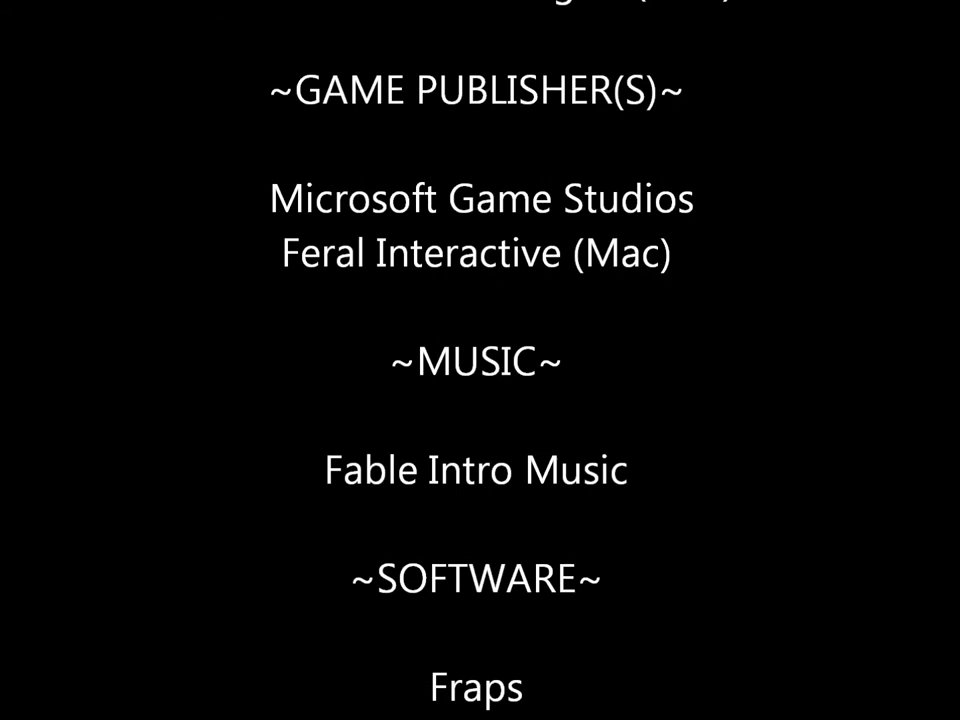 ~GAME PUBLISHER(S)~
Microsoft Game Studios
Feral Interactive (Mac)
~MUSIC~
Fable Intro Music
~SOFTWARE~
Fraps